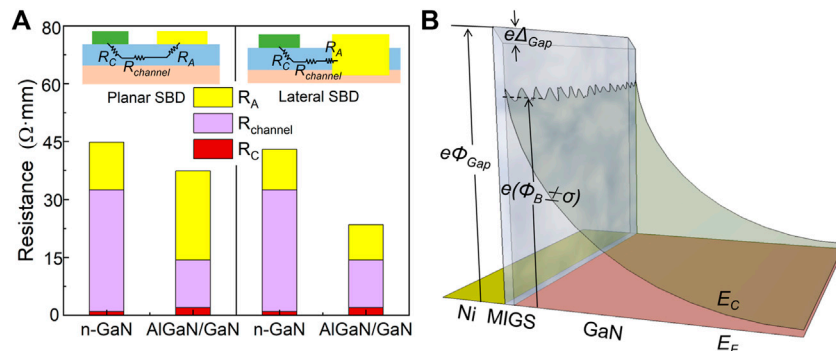 A
R_C R_channel R_A
Planar SBD
R_C R_channel R_A
Lateral SBD
R_A
R_channel
R_C
Resistance (Ω·mm)
80
60
45
30
15
0
n-GaN AlGaN/GaN n-GaN AlGaN/GaN
B
eΔ_Gap
eΦ_Gap
e(Φ_B ±σ)
Ni MIGS GaN
E_C
E_F